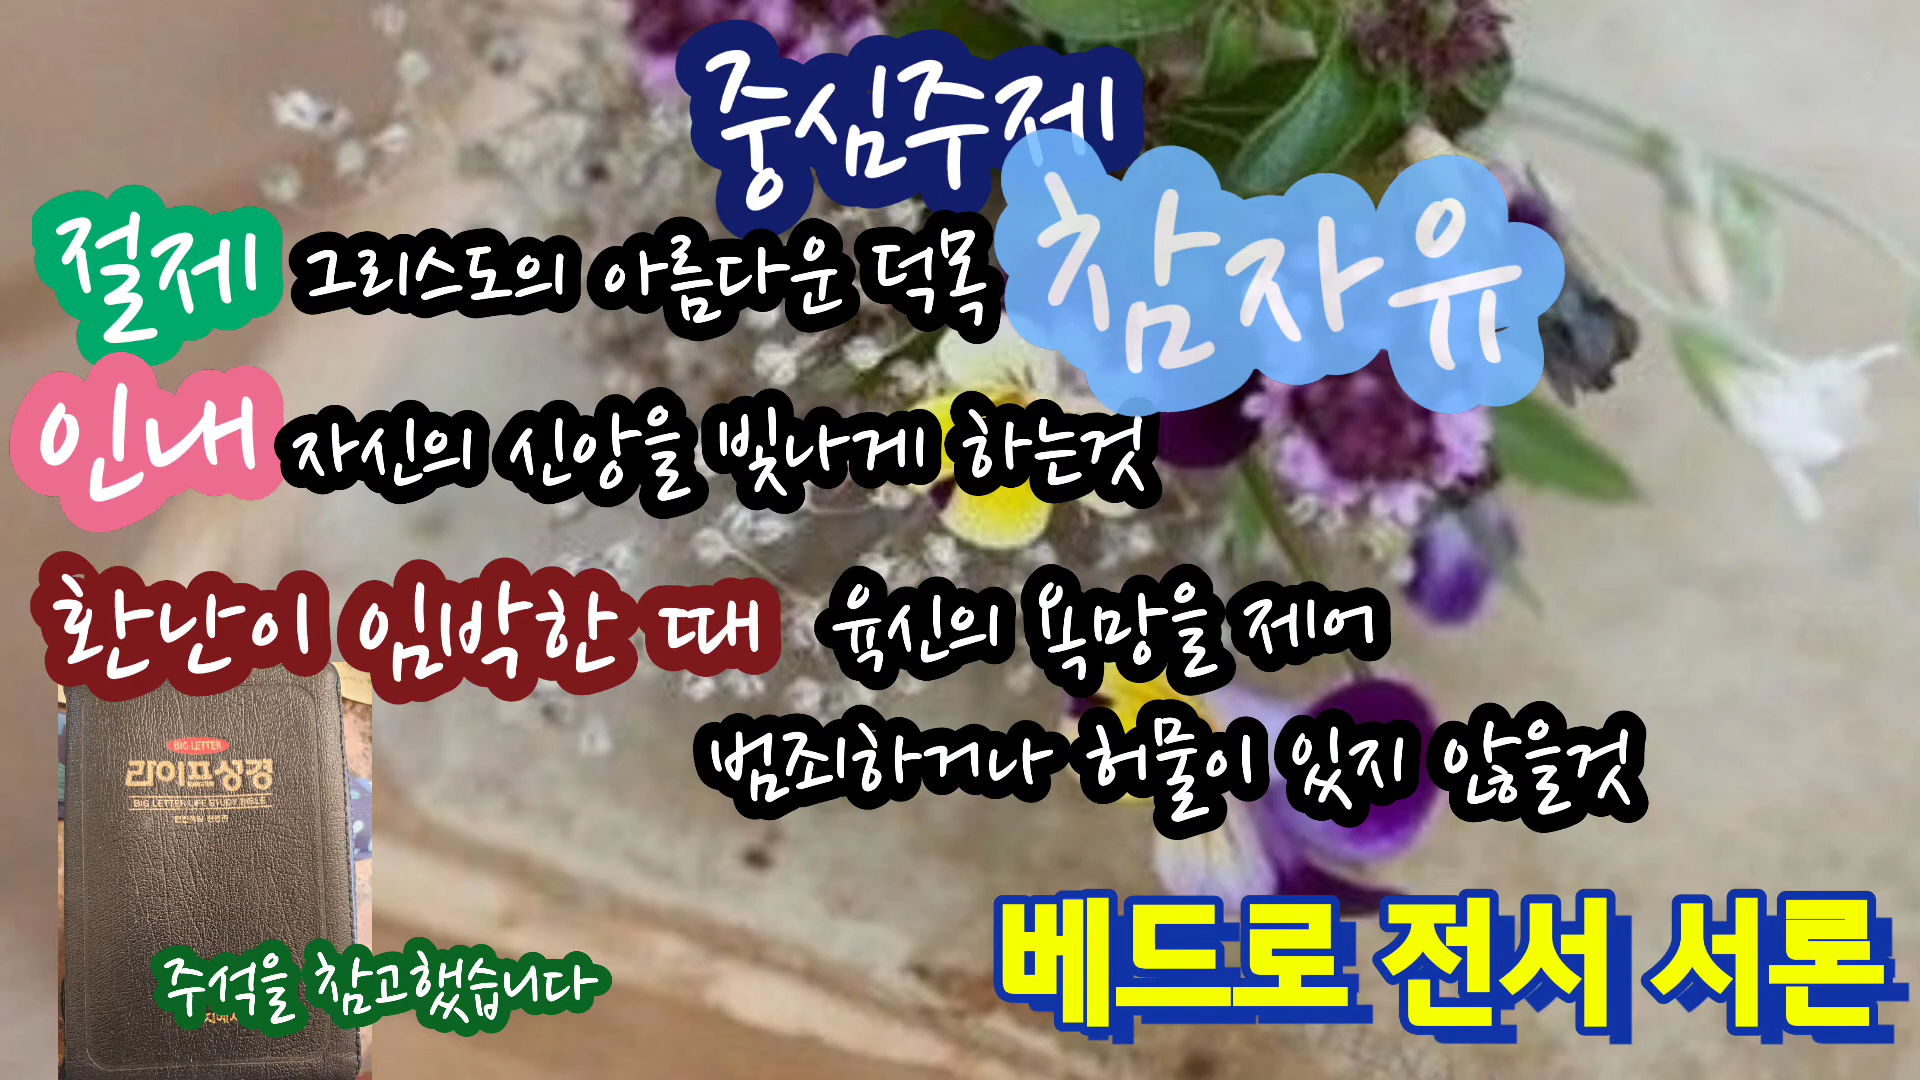 중심주제
절제 그리스도의 아름다운 덕목 참자유
인내 자신의 신앙을 빛나게 하는것
환난이 임박한 때 육신의 욕망을 제어
범죄하거나 허물이 있지 않을것
BIG LETTER
라이프성경
BIG LETTER LIFE STUDY BIBLE
주석을 참고했습니다
베드로 전서 서론